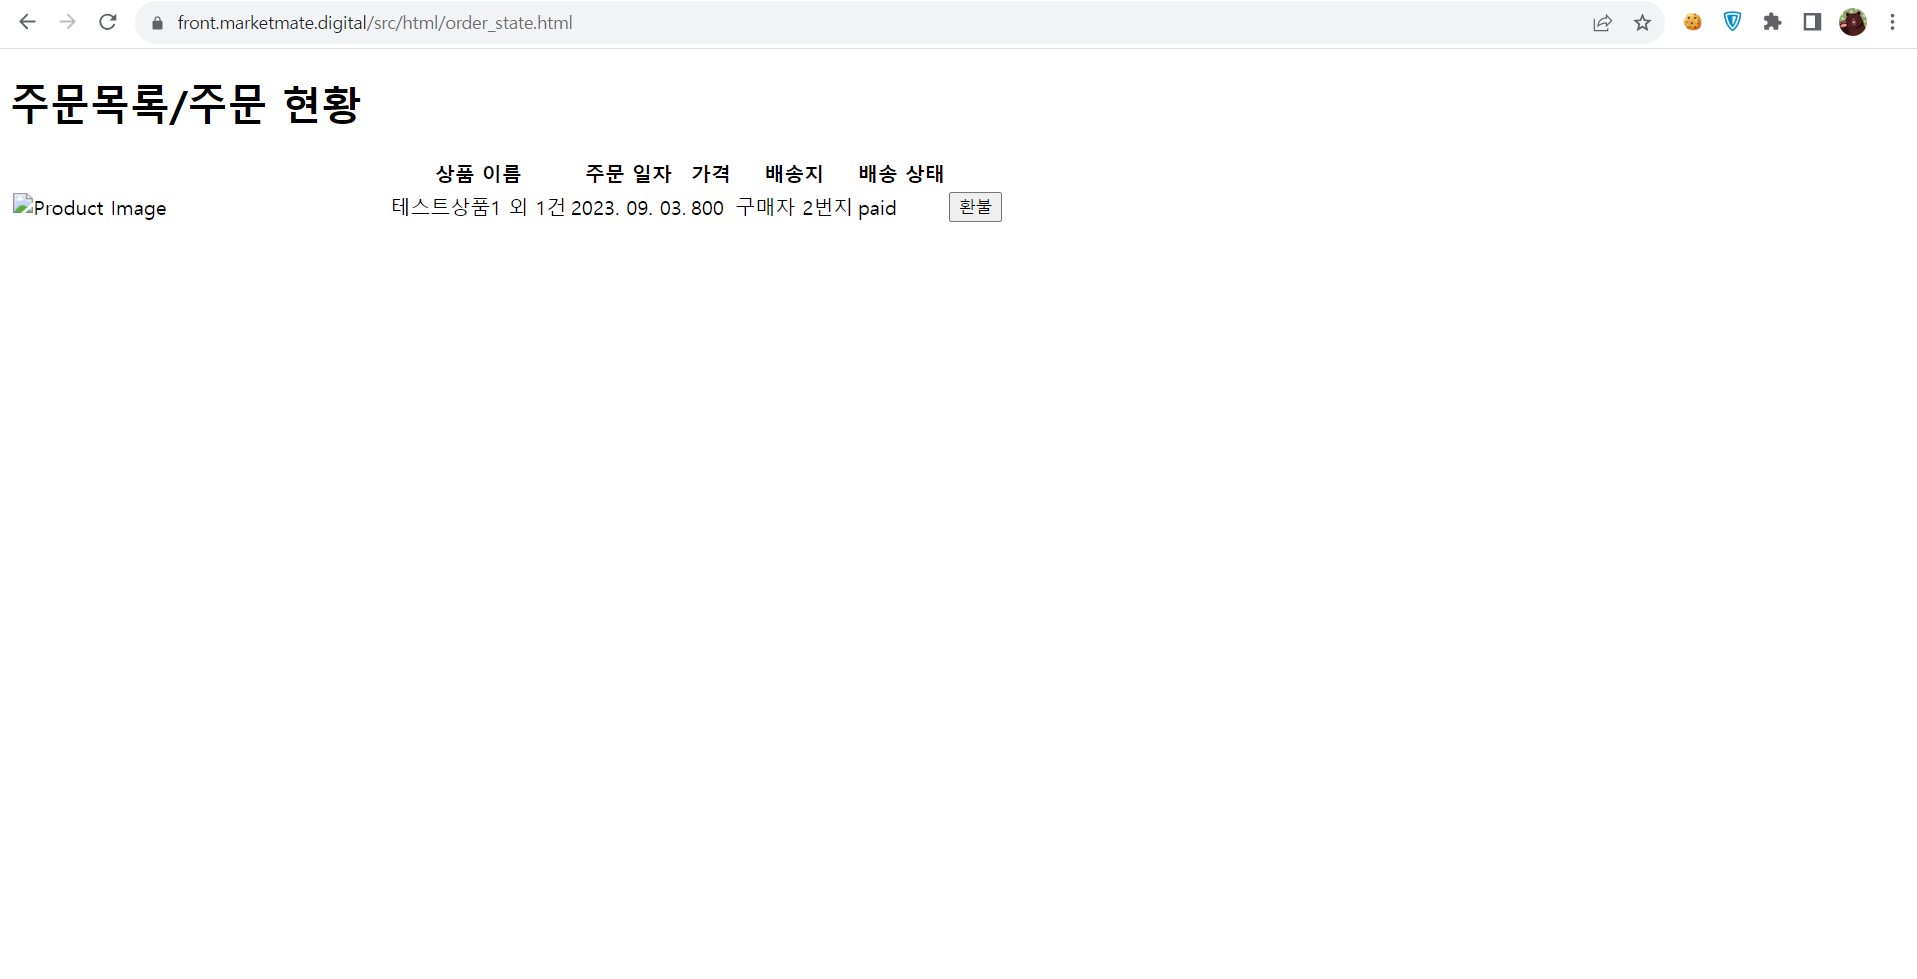 front.marketmate.digital/src/html/order_state.html
주문목록/주문 현황
상품 이름 주문 일자 가격 배송지 배송 상태
Product Image 테스트상품1 외 1건 2023. 09. 03. 800 구매자 2번지 paid 환불